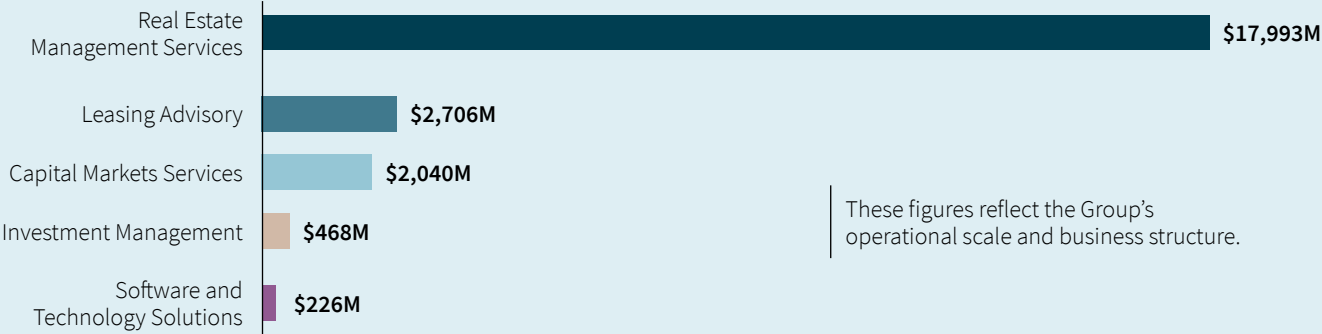 Real Estate
Management Services
$17,993M
Leasing Advisory
$2,706M
Capital Markets Services
$2,040M
Investment Management
$468M
Software and
Technology Solutions
$226M
These figures reflect the Group’s
operational scale and business structure.